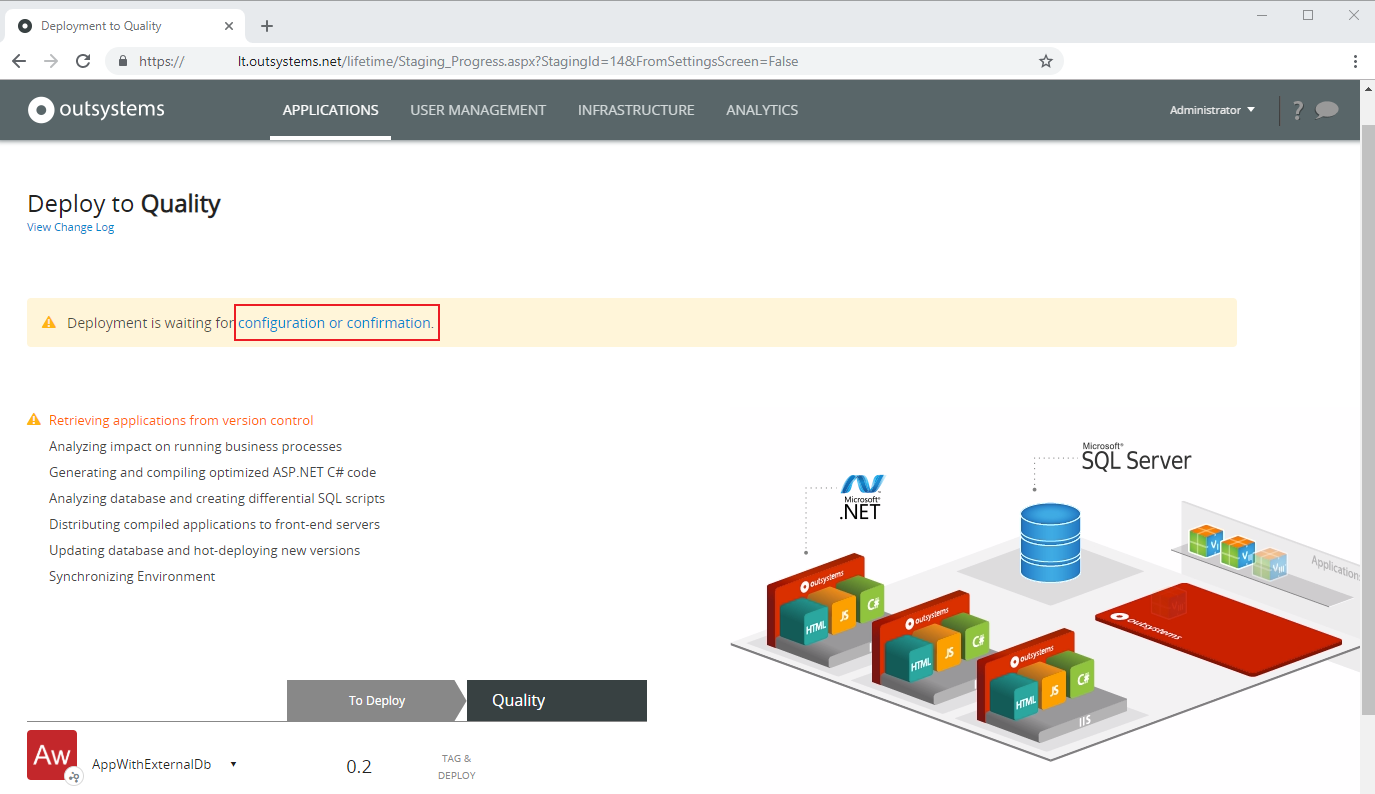 Deployment to Quality
https:// lt.outsystems.net/lifetime/Staging_Progress.aspx?StagingId=14&FromSettingsScreen=False
outsystems
APPLICATIONS
USER MANAGEMENT
INFRASTRUCTURE
ANALYTICS
Administrator
?
Deploy to Quality
View Change Log
Deployment is waiting for configuration or confirmation.
Retrieving applications from version control
Analyzing impact on running business processes
Generating and compiling optimized ASP.NET C# code
Analyzing database and creating differential SQL scripts
Distributing compiled applications to front-end servers
Updating database and hot-deploying new versions
Synchronizing Environment
Microsoft®
SQL Server
Microsoft®
.NET
Applications
outsystems
HTML
JS
C#
outsystems
HTML
JS
C#
outsystems
HTML
JS
C#
IIS
outsystems
To Deploy
Quality
Aw
AppWithExternalDb
0.2
TAG &
DEPLOY